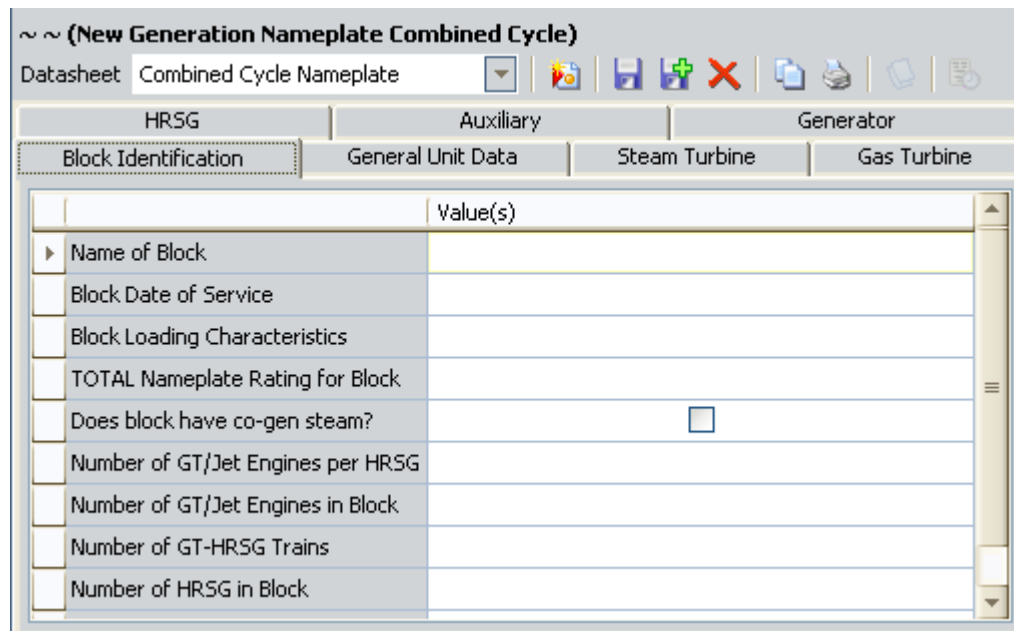 ~ ~ (New Generation Nameplate Combined Cycle)
Datasheet Combined Cycle Nameplate
HRSG Auxiliary Generator
Block Identification General Unit Data Steam Turbine Gas Turbine
Value(s)
Name of Block
Block Date of Service
Block Loading Characteristics
TOTAL Nameplate Rating for Block
Does block have co-gen steam?
Number of GT/Jet Engines per HRSG
Number of GT/Jet Engines in Block
Number of GT-HRSG Trains
Number of HRSG in Block